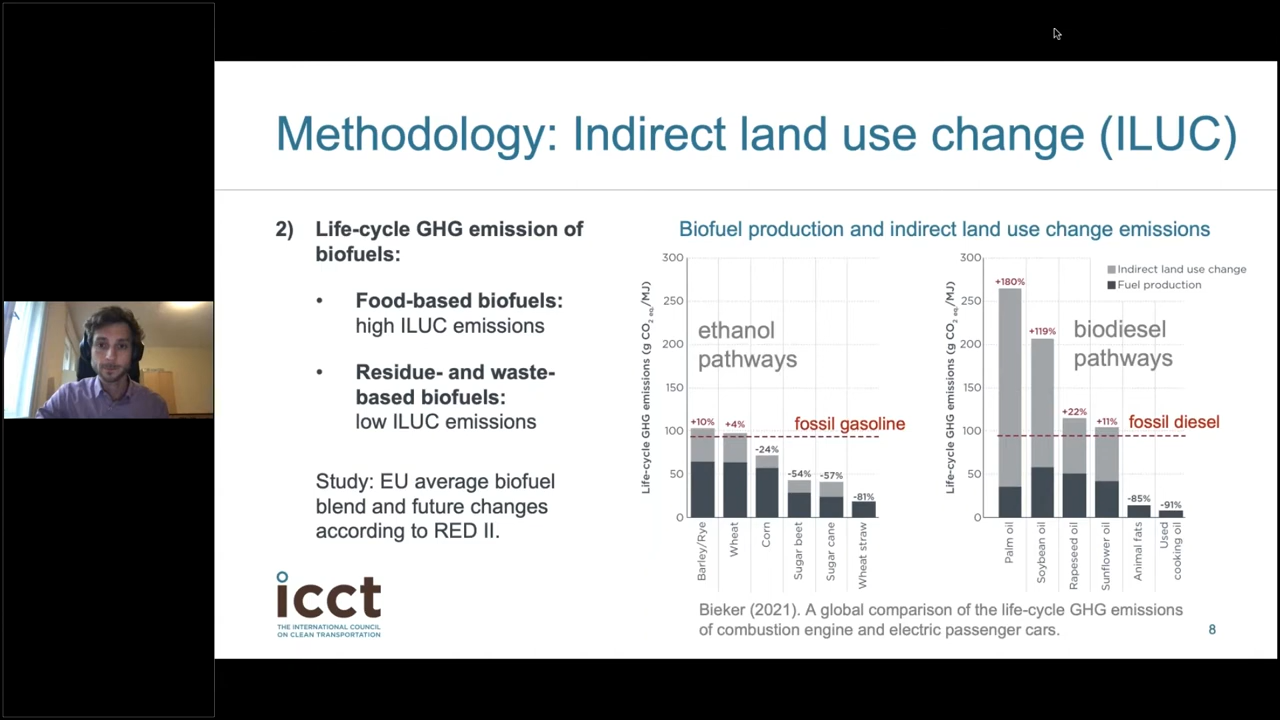 Methodology: Indirect land use change (ILUC)
2) Life-cycle GHG emission of
biofuels:
• Food-based biofuels:
high ILUC emissions
• Residue- and waste-
based biofuels:
low ILUC emissions
Study: EU average biofuel
blend and future changes
according to RED II.
icct
THE INTERNATIONAL COUNCIL
ON CLEAN TRANSPORTATION
Biofuel production and indirect land use change emissions
Life-cycle GHG emissions (g CO2 eq/MJ)
300
250
200
150
100
50
0
ethanol
pathways
fossil gasoline
+10%
+4%
-24%
-54%
-57%
-81%
Barley/Rye
Wheat
Corn
Sugar beet
Sugar cane
Wheat straw
Life-cycle GHG emissions (g CO2 eq/MJ)
300
250
200
150
100
50
0
Indirect land use change
Fuel production
biodiesel
pathways
fossil diesel
+180%
+119%
+22%
+11%
-85%
-91%
Palm oil
Soybean oil
Rapeseed oil
Sunflower oil
Animal fats
Used
cooking oil
Bieker (2021). A global comparison of the life-cycle GHG emissions
of combustion engine and electric passenger cars.
8